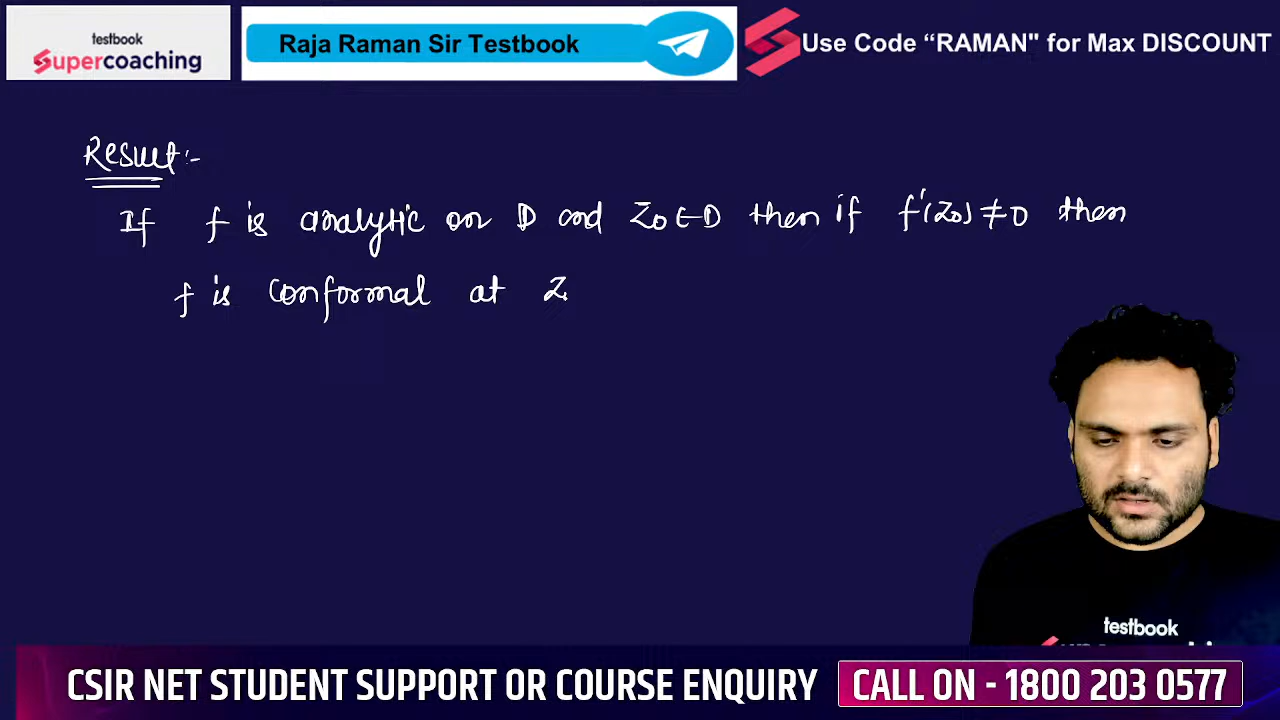 testbook
Supercoaching
Raja Raman Sir Testbook
Use Code “RAMAN" for Max DISCOUNT
Result:-
If f is analytic on D and Z₀ ∈ D then if f'(Z₀) ≠ 0 then
f is conformal at Z
testbook
CSIR NET STUDENT SUPPORT OR COURSE ENQUIRY
CALL ON - 1800 203 0577